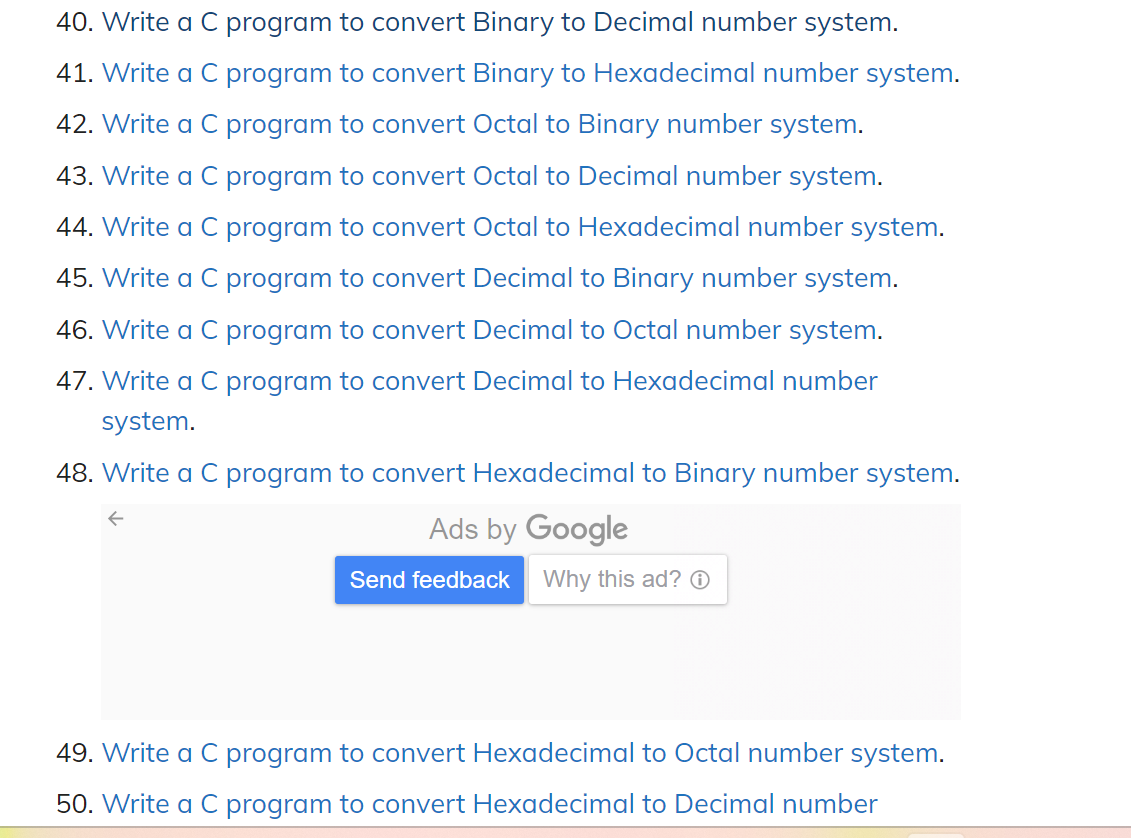 40. Write a C program to convert Binary to Decimal number system.
41. Write a C program to convert Binary to Hexadecimal number system.
42. Write a C program to convert Octal to Binary number system.
43. Write a C program to convert Octal to Decimal number system.
44. Write a C program to convert Octal to Hexadecimal number system.
45. Write a C program to convert Decimal to Binary number system.
46. Write a C program to convert Decimal to Octal number system.
47. Write a C program to convert Decimal to Hexadecimal number
system.
48. Write a C program to convert Hexadecimal to Binary number system.
Ads by Google
Send feedback Why this ad?
49. Write a C program to convert Hexadecimal to Octal number system.
50. Write a C program to convert Hexadecimal to Decimal number